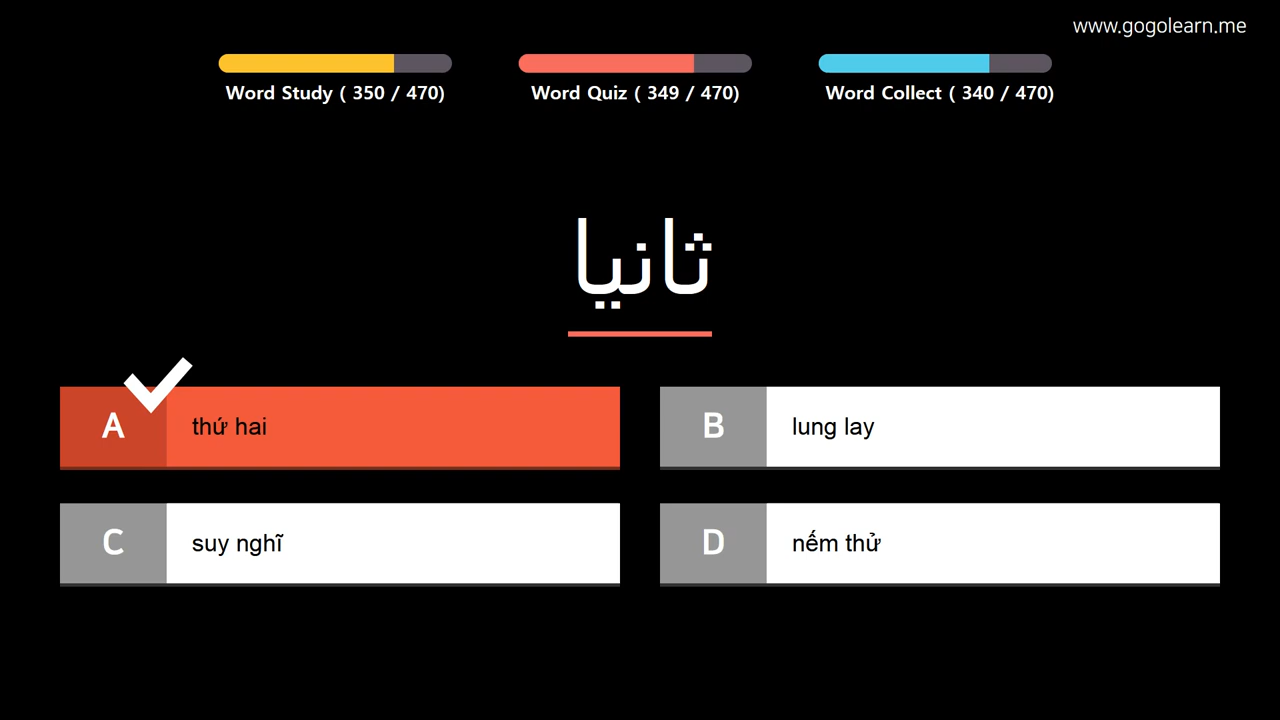 www.gogolearn.me
Word Study ( 350 / 470)
Word Quiz ( 349 / 470)
Word Collect ( 340 / 470)
ثانيا
A thứ hai
B lung lay
C suy nghĩ
D nếm thử